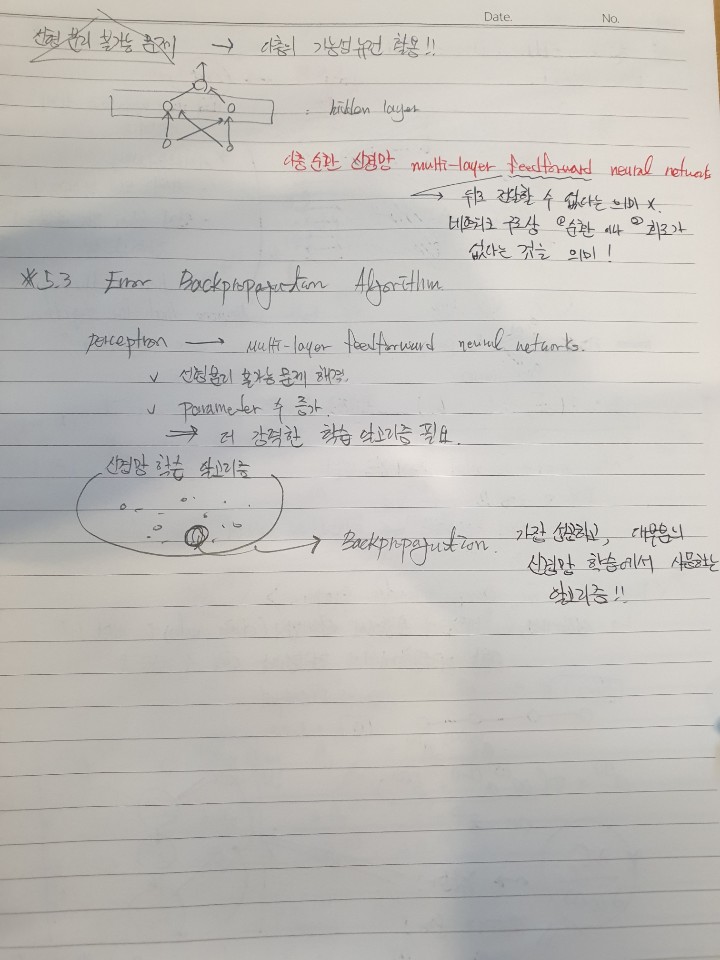 Date. No.
선형 분리 불가능 문제 → 다층의 기능성 뉴런 활용!!
: hidden layer
다층 순환 신경망 multi-layer feedforward neural network
→ 뒤로 전달할 수 없다는 의미 x.
네트워크 구조상 ① 순환 이나 ② 회로가
없다는 것을 의미!
※5.3 Error Backpropagation Algorithm
perceptron → multi-layer feedforward neural networks.
v 선형분리 불가능 문제 해결.
v parameter 수 증가.
⇒ 더 강력한 학습 알고리즘 필요.
신경망 학습 알고리즘
→ Backpropagation. 가장 성공하고, 대부분의
신경망 학습에서 사용하는
알고리즘!!